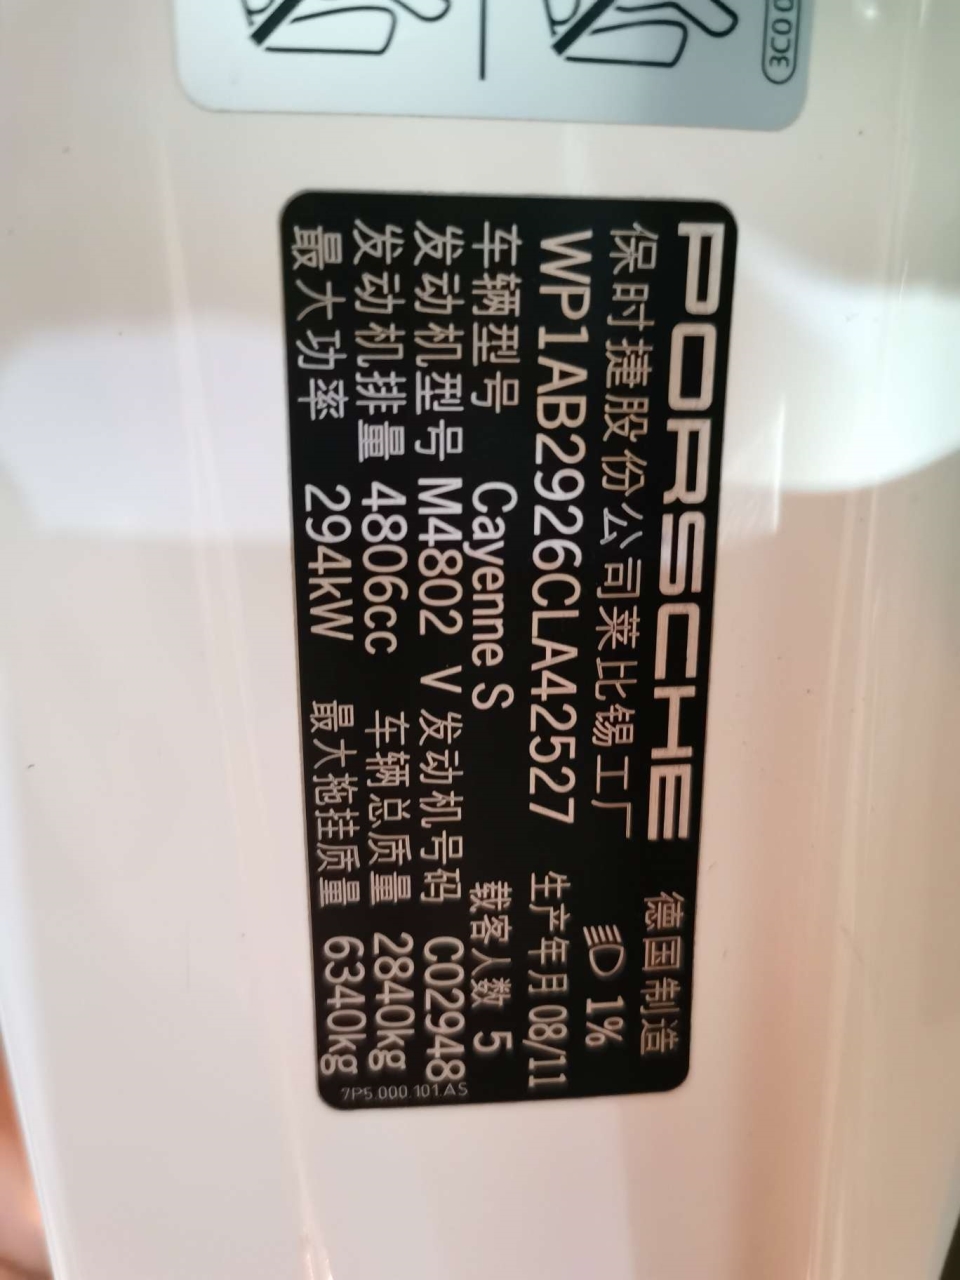 3C0 0
PORSCHE 德国制造
保时捷股份公司莱比锡工厂 1%
WP1AB2926CLA42527 生产年月 08/11
车辆型号 Cayenne S 载客人数 5
发动机型号 M4802 V 发动机号码 C02948
发动机排量 4806cc 车辆总质量 2840kg
最大功率 294kW 最大拖挂质量 6340kg
7P5.000.101.AS